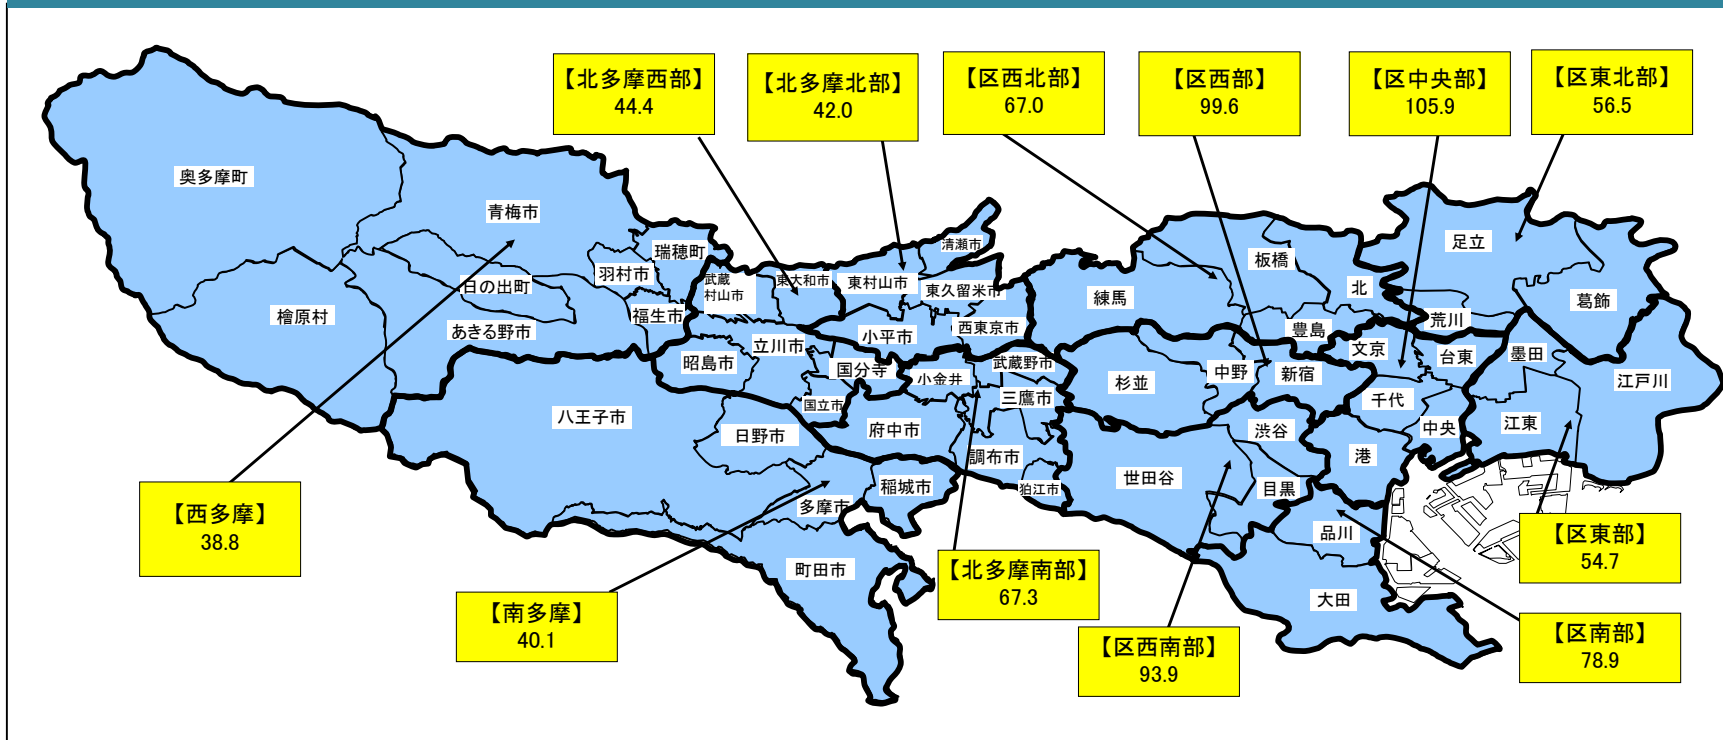 【北多摩西部】
44.4
【北多摩北部】
42.0
【区西北部】
67.0
【区西部】
99.6
【区中央部】
105.9
【区東北部】
56.5
奥多摩町
青梅市
瑞穂町
羽村市
日の出町
檜原村
あきる野市
福生市
武蔵
村山市
東大和市
東村山市
清瀬市
東久留米市
小平市
西東京市
立川市
昭島市
国分寺
国立市
小金井
武蔵野市
三鷹市
府中市
調布市
狛江市
八王子市
日野市
多摩市
稲城市
町田市
練馬
板橋
北
豊島
足立
葛飾
荒川
文京
台東
墨田
江戸川
杉並
中野
新宿
千代
中央
江東
渋谷
港
世田谷
目黒
品川
大田
【西多摩】
38.8
【南多摩】
40.1
【北多摩南部】
67.3
【区西南部】
93.9
【区東部】
54.7
【区南部】
78.9